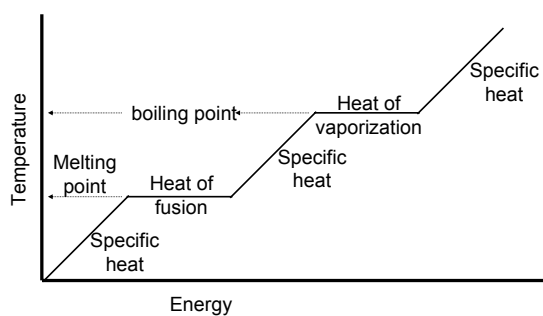 Specific
heat
Heat of
vaporization
boiling point
Specific
heat
Melting
point
Heat of
fusion
Specific
heat
Temperature
Energy